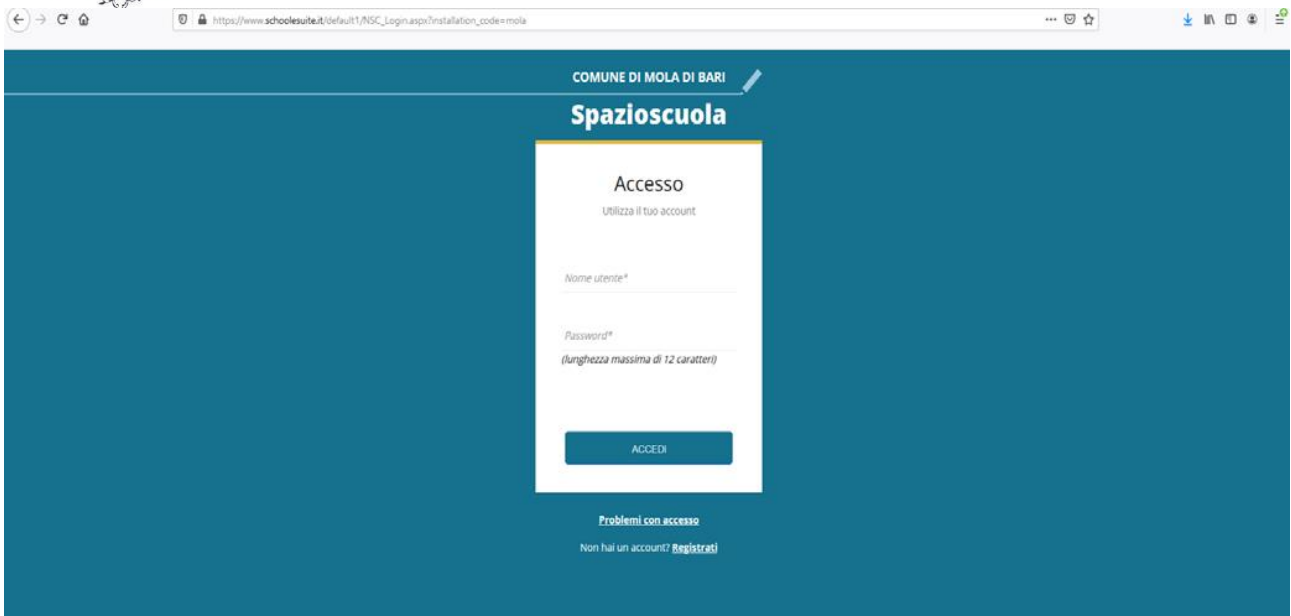 https://www.schoolesuite.it/default1/NSC_Login.aspx?installation_code=mola
COMUNE DI MOLA DI BARI
Spazioscuola
Accesso
Utilizza il tuo account
Nome utente*
Password*
(lunghezza massima di 12 caratteri)
ACCEDI
Problemi con accesso
Non hai un account? Registrati